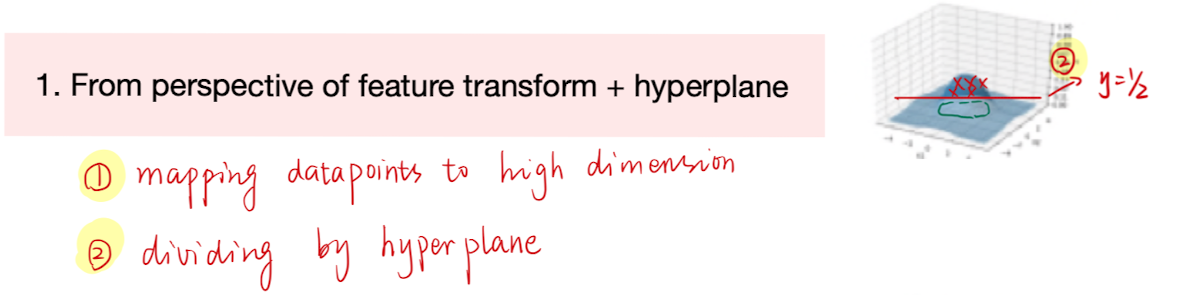 1. From perspective of feature transform + hyperplane
② y=1/2
xxx
① mapping datapoints to high dimension
② dividing by hyperplane